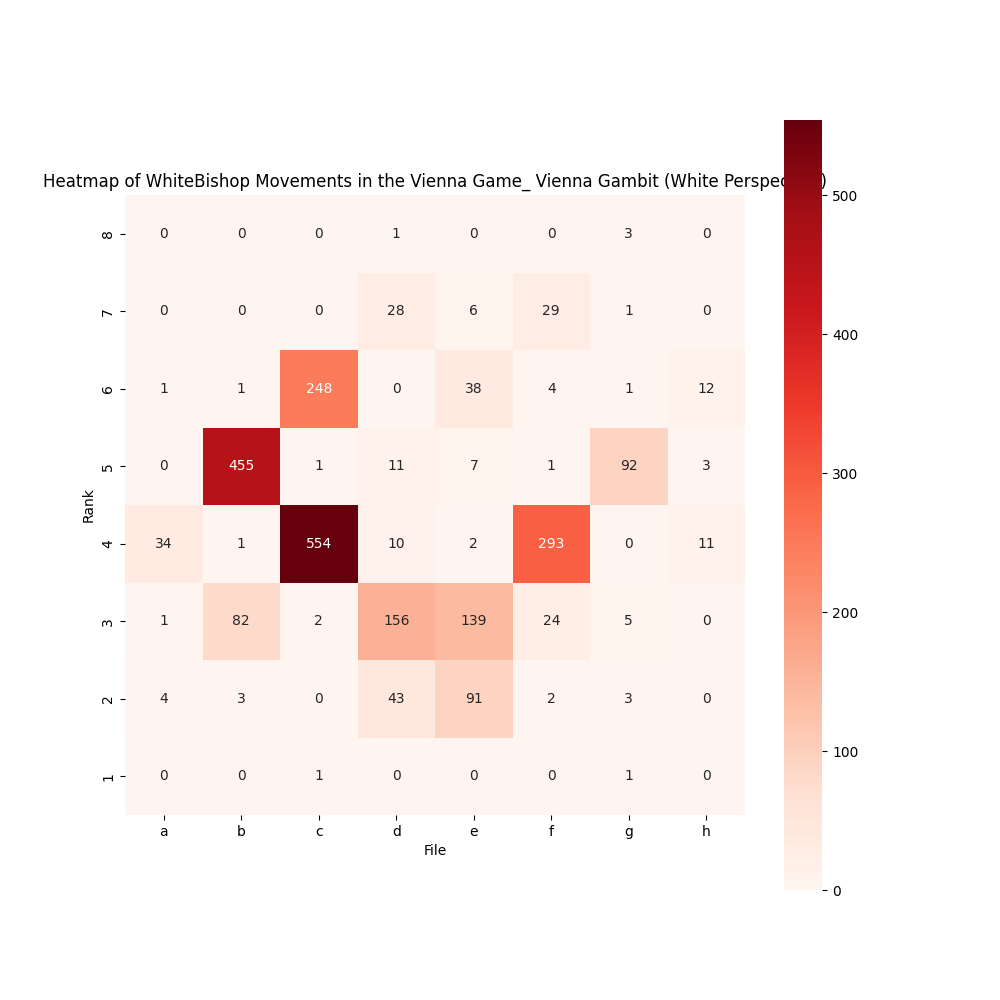 Heatmap of WhiteBishop Movements in the Vienna Game_ Vienna Gambit (White Perspec )
500
8 0 0 0 1 0 0 3 0
7 0 0 0 28 6 29 1 0
400
6 1 1 248 0 38 4 1 12
5 0 455 1 11 7 1 92 3
300
Rank
4 34 1 554 10 2 293 0 11
200
3 1 82 2 156 139 24 5 0
2 4 3 0 43 91 2 3 0
100
1 0 0 1 0 0 0 1 0
a b c d e f g h
File
0